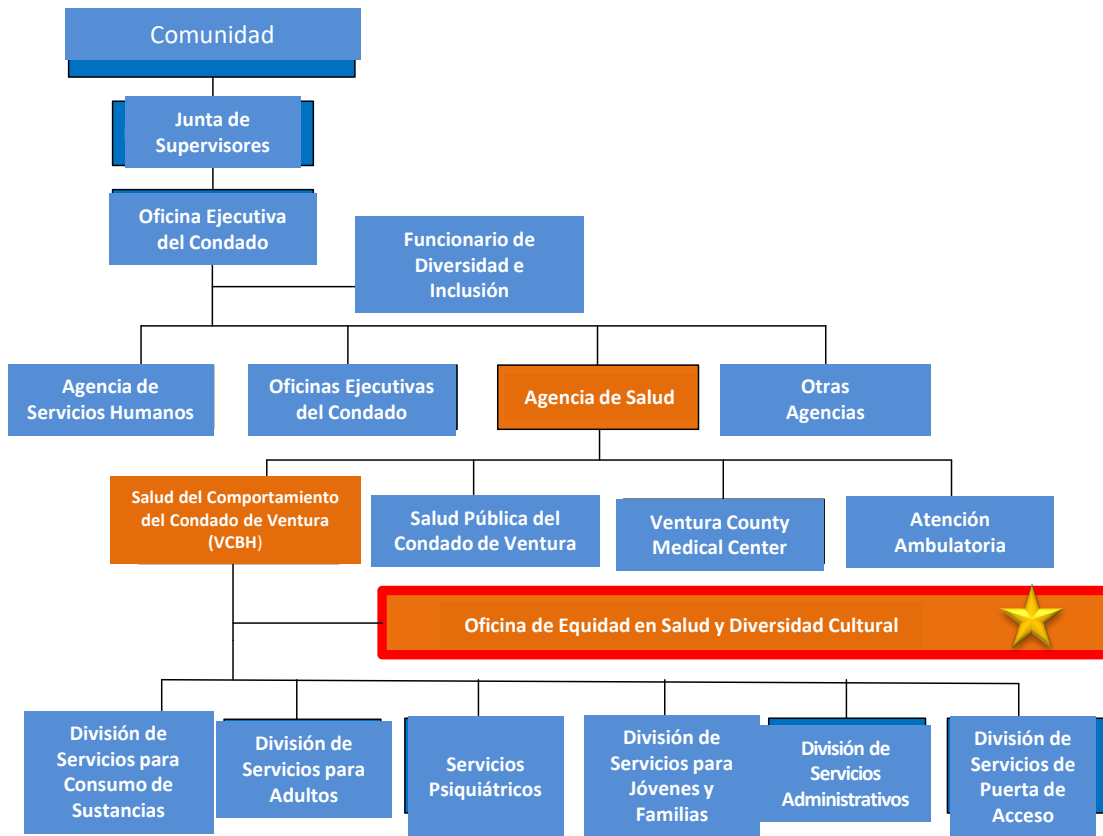 Comunidad
Junta de
Supervisores
Oficina Ejecutiva
del Condado
Funcionario de
Diversidad e
Inclusión
Agencia de
Servicios Humanos
Oficinas Ejecutivas
del Condado
Agencia de Salud
Otras
Agencias
Salud del Comportamiento
del Condado de Ventura
(VCBH)
Salud Pública del
Condado de Ventura
Ventura County
Medical Center
Atención
Ambulatoria
Oficina de Equidad en Salud y Diversidad Cultural
División de
Servicios para
Consumo de
Sustancias
División de
Servicios para
Adultos
Servicios
Psiquiátricos
División de
Servicios para
Jóvenes y
Familias
División de
Servicios
Administrativos
División de
Servicios de
Puerta de
Acceso